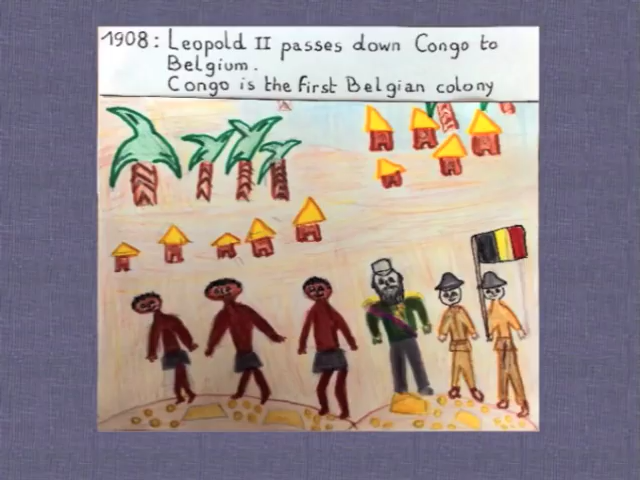 1908: Leopold II passes down Congo to
Belgium.
Congo is the first Belgian colony